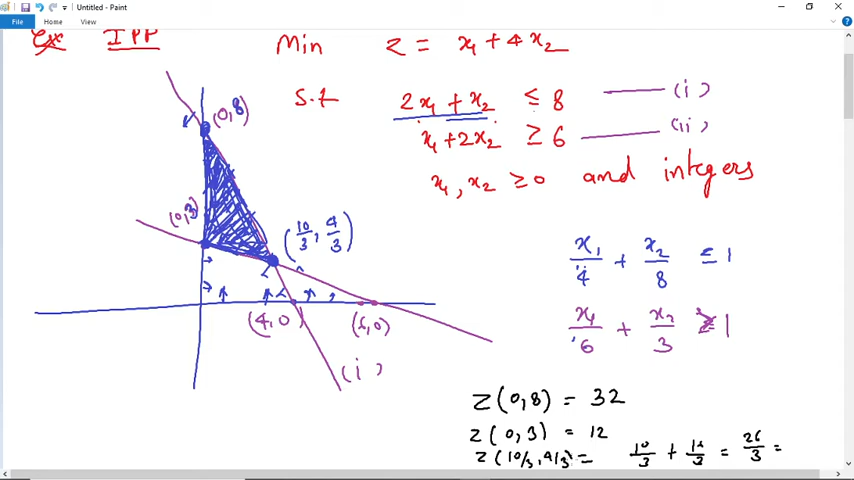 Untitled - Paint
File Home View
Ex IPP Min z = x₁ + 4x₂
s.t 2x₁ + x₂ ≤ 8 (i)
x₁ + 2x₂ ≥ 6 (ii)
x₁, x₂ ≥ 0 and integers
(0,8)
(0,3)
(10/3, 4/3)
(4,0) (6,0)
(i)
x₁/4 + x₂/8 ≤ 1
x₁/6 + x₂/3 ≥ 1
Z(0,8) = 32
Z(0,3) = 12
Z(10/3, 4/3) = 10/3 + 16/3 = 26/3 =